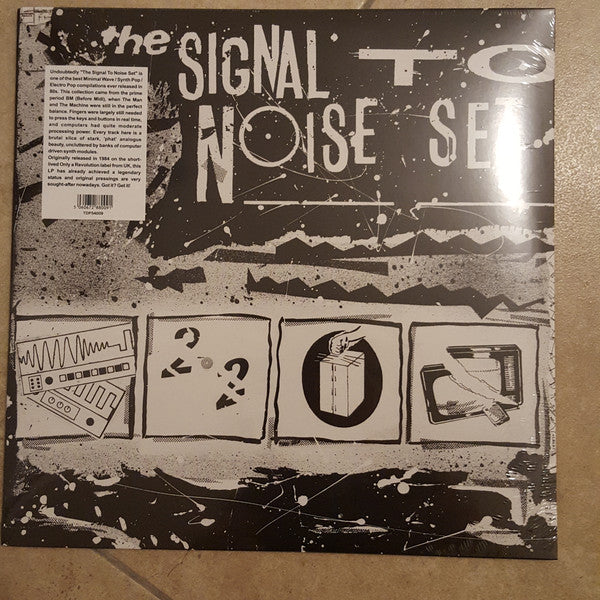 the SIGNAL TO
NOISE SET
Undoubtedly "The Signal To Noise Set" is
one of the best Minimal Wave / Synth Pop /
Electro Pop compilations ever released in
80s. This collection came from the prime
period BM (Before Midi), when The Man
and The Machine were still in the perfect
balance. Fingers were largely still needed
to press the keys and buttons in real time,
and computers had quite moderate
processing power. Every track here is a
brutal slice of stark, 'phat' analogue
beauty, uncluttered by banks of computer
driven synth modules.
Originally released in 1984 on the short-
lived Only a Revolution label from UK, this
LP has already achieved a legendary
status and original pressings are very
sought-after nowadays. Got it? Get it!
5 060672 880091
TDP54009